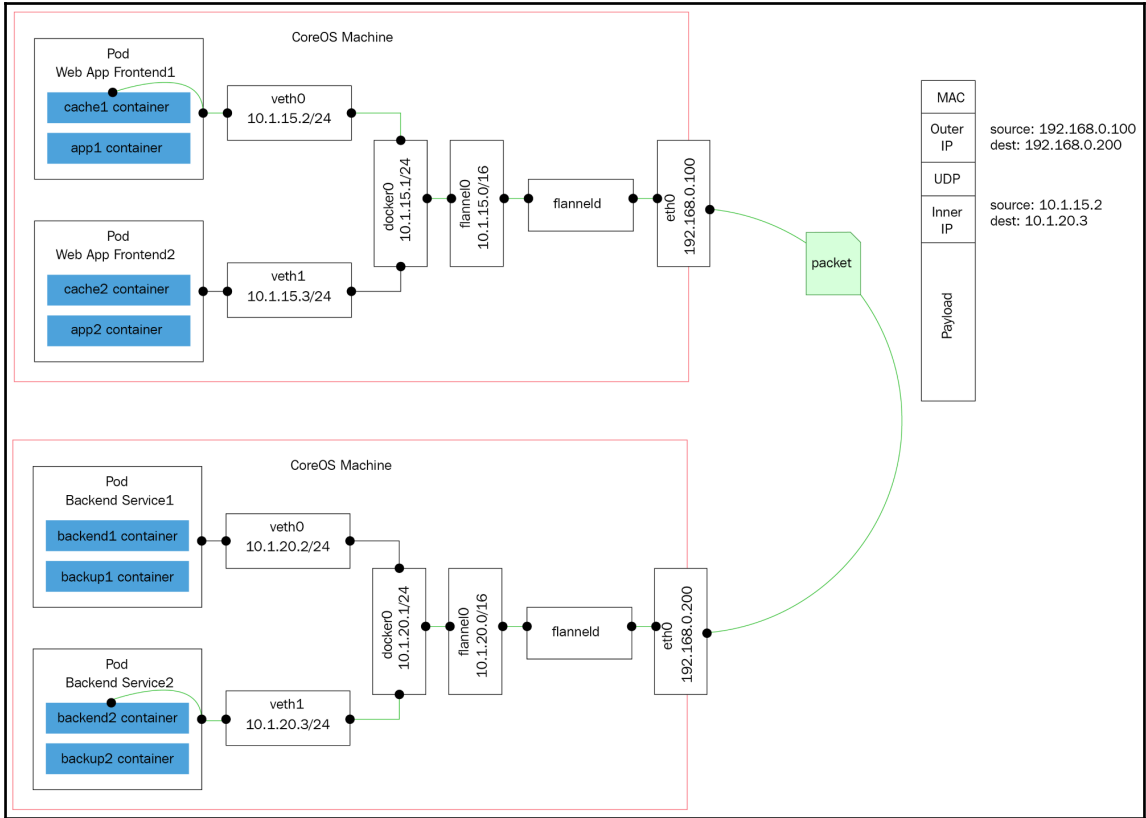 CoreOS Machine
Pod
Web App Frontend1
cache1 container
app1 container
veth0
10.1.15.2/24
Pod
Web App Frontend2
cache2 container
app2 container
veth1
10.1.15.3/24
docker0
10.1.15.1/24
flannel0
10.1.15.0/16
flanneld
eth0
192.168.0.100
packet
MAC
Outer
IP
source: 192.168.0.100
dest: 192.168.0.200
UDP
Inner
IP
source: 10.1.15.2
dest: 10.1.20.3
Payload
CoreOS Machine
Pod
Backend Service1
backend1 container
backup1 container
veth0
10.1.20.2/24
Pod
Backend Service2
backend2 container
backup2 container
veth1
10.1.20.3/24
docker0
10.1.20.1/24
flannel0
10.1.20.0/16
flanneld
eth0
192.168.0.200